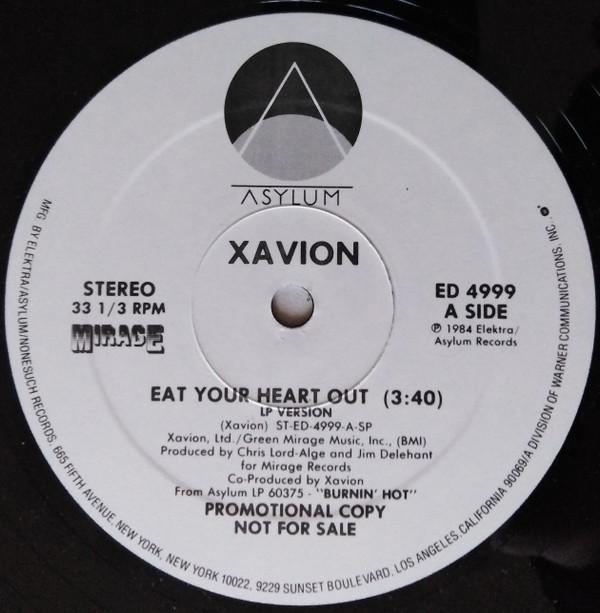 ASYLUM
XAVION
STEREO
33 1/3 RPM
MIRAGE
ED 4999
A SIDE
℗ 1984 Elektra/
Asylum Records
EAT YOUR HEART OUT (3:40)
LP VERSION
(Xavion) ST-ED-4999-A-SP
Xavion, Ltd./Green Mirage Music, Inc., (BMI)
Produced by Chris Lord-Alge and Jim Delehant
for Mirage Records
Co-Produced by Xavion
From Asylum LP 60375 - "BURNIN' HOT"
PROMOTIONAL COPY
NOT FOR SALE
MFG. BY ELEKTRA/ASYLUM/NONESUCH RECORDS. 665 FIFTH AVENUE, NEW YORK, NEW YORK 10022, 9229 SUNSET BOULEVARD, LOS ANGELES, CALIFORNIA 90069/A DIVISION OF WARNER COMMUNICATIONS. INC..